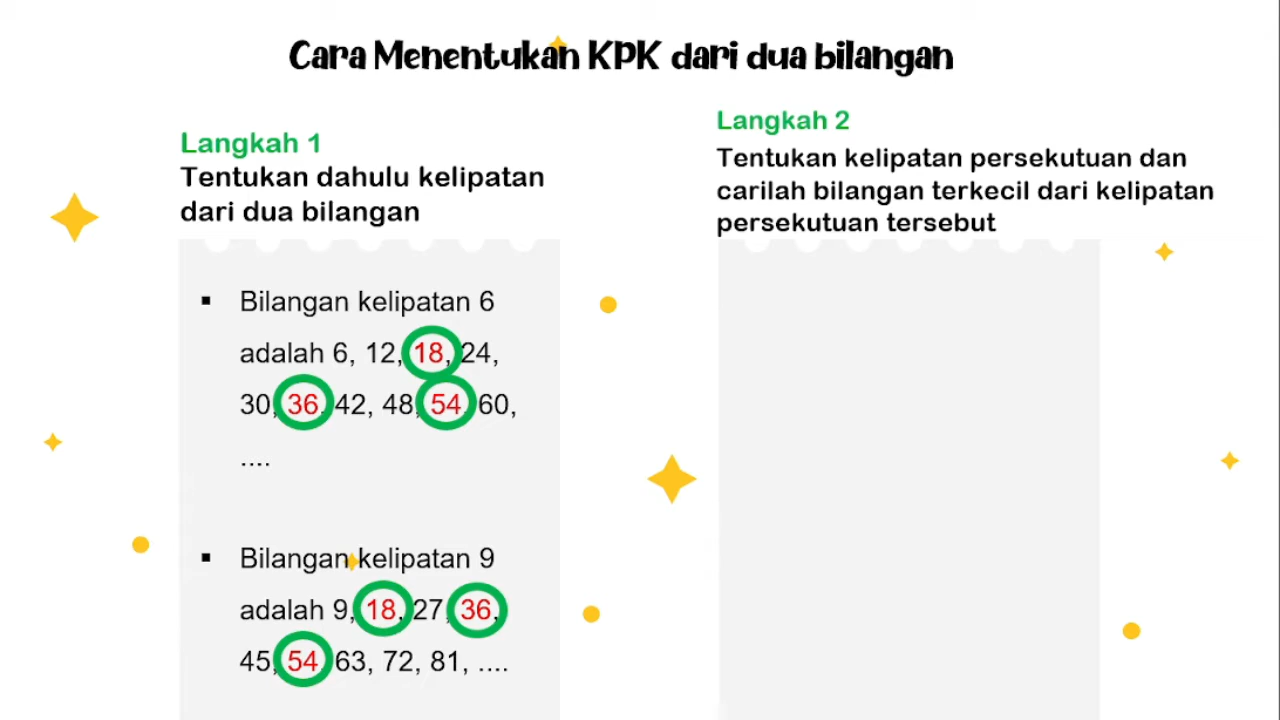 Cara Menentukan KPK dari dua bilangan
Langkah 1
Tentukan dahulu kelipatan
dari dua bilangan
▪ Bilangan kelipatan 6
adalah 6, 12, 18, 24,
30, 36, 42, 48, 54, 60,
....
▪ Bilangan kelipatan 9
adalah 9, 18, 27, 36,
45, 54, 63, 72, 81, ....
Langkah 2
Tentukan kelipatan persekutuan dan
carilah bilangan terkecil dari kelipatan
persekutuan tersebut